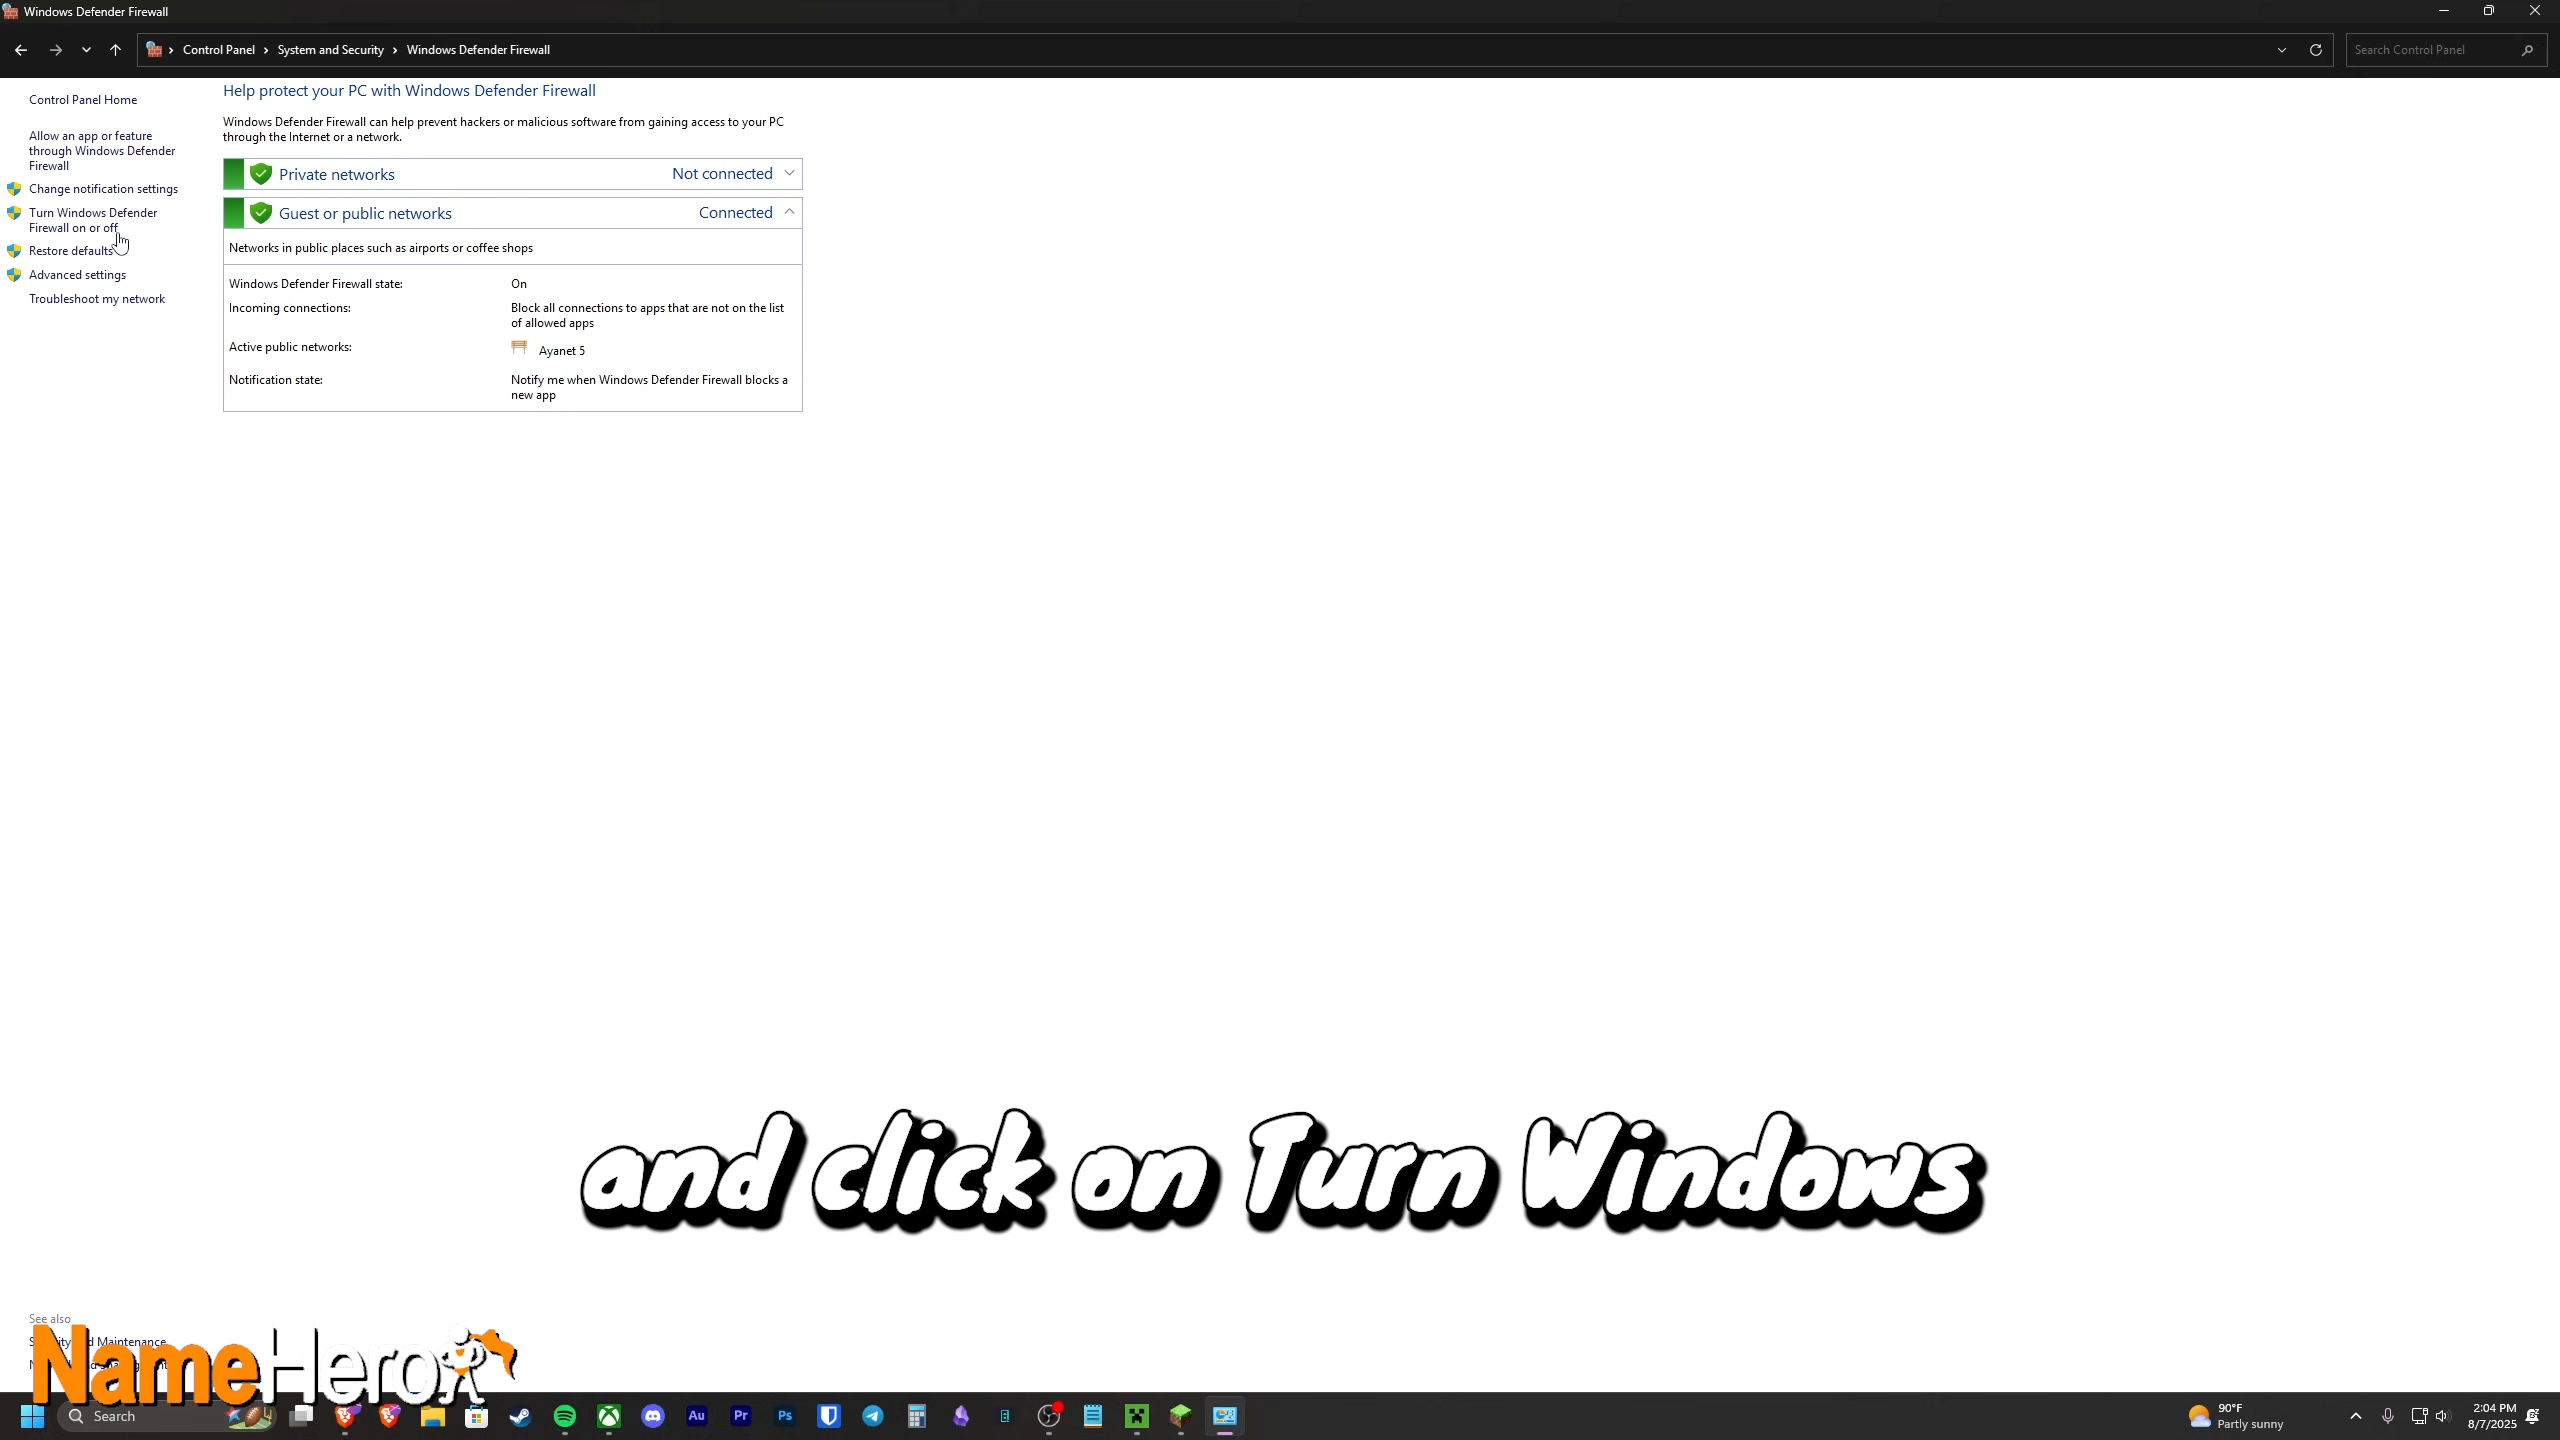 Windows Defender Firewall
Control Panel > System and Security > Windows Defender Firewall
Search Control Panel
Control Panel Home
Allow an app or feature
through Windows Defender
Firewall
Change notification settings
Turn Windows Defender
Firewall on or off
Restore defaults
Advanced settings
Troubleshoot my network
Help protect your PC with Windows Defender Firewall
Windows Defender Firewall can help prevent hackers or malicious software from gaining access to your PC
through the Internet or a network.
Private networks Not connected
Guest or public networks Connected
Networks in public places such as airports or coffee shops
Windows Defender Firewall state: On
Incoming connections: Block all connections to apps that are not on the list
of allowed apps
Active public networks: Ayanet 5
Notification state: Notify me when Windows Defender Firewall blocks a
new app
and click on Turn Windows
See also
Maintenance
NameHero
Search
Au
Pr
Ps
90°F
Partly sunny
2:04 PM
8/7/2025